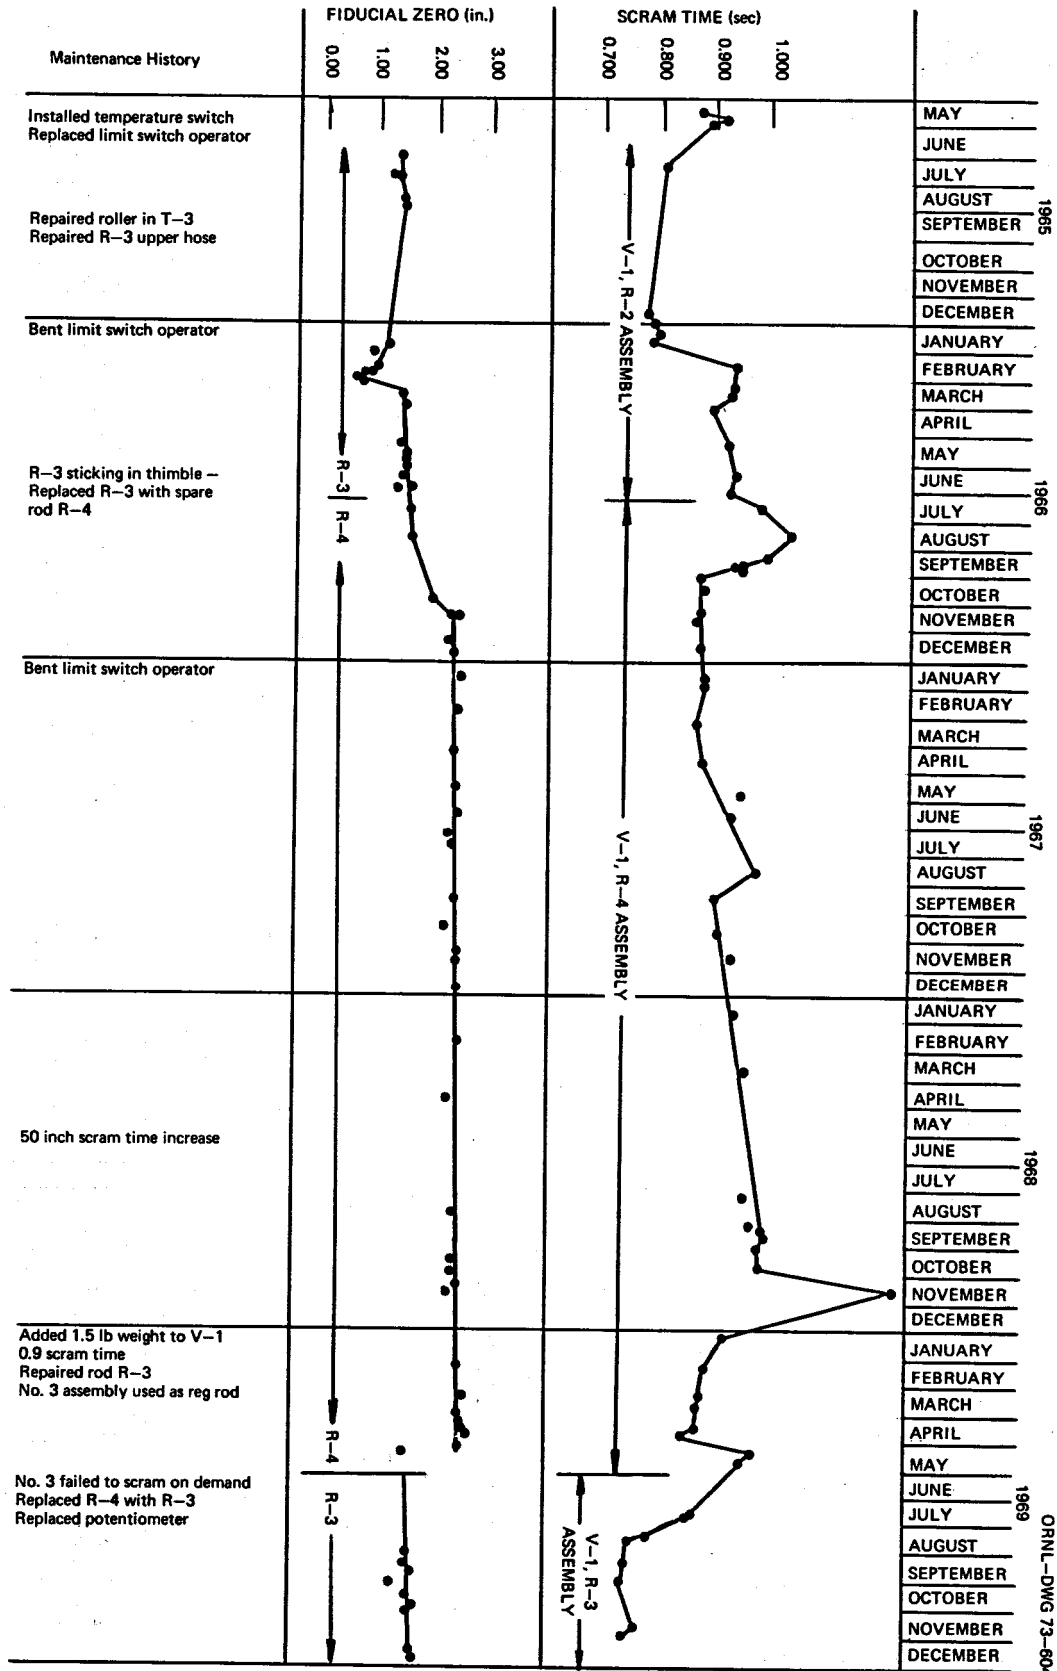 FIDUCIAL ZERO (in.)
SCRAM TIME (sec)
Maintenance History
0.00
1.00
2.00
3.00
0.700
0.800
0.900
1.000
Installed temperature switch
Replaced limit switch operator
Repaired roller in T–3
Repaired R–3 upper hose
Bent limit switch operator
R–3 sticking in thimble –
Replaced R–3 with spare
rod R–4
Bent limit switch operator
50 inch scram time increase
Added 1.5 lb weight to V–1
0.9 scram time
Repaired rod R–3
No. 3 assembly used as reg rod
No. 3 failed to scram on demand
Replaced R–4 with R–3
Replaced potentiometer
R–3
R–4
R–4
R–3
V–1, R–2 ASSEMBLY
V–1, R–4 ASSEMBLY
V–1, R–3
ASSEMBLY
MAY
JUNE
JULY
AUGUST
SEPTEMBER
OCTOBER
NOVEMBER
DECEMBER
1965
JANUARY
FEBRUARY
MARCH
APRIL
MAY
JUNE
JULY
AUGUST
SEPTEMBER
OCTOBER
NOVEMBER
DECEMBER
1966
JANUARY
FEBRUARY
MARCH
APRIL
MAY
JUNE
JULY
AUGUST
SEPTEMBER
OCTOBER
NOVEMBER
DECEMBER
1967
JANUARY
FEBRUARY
MARCH
APRIL
MAY
JUNE
JULY
AUGUST
SEPTEMBER
OCTOBER
NOVEMBER
DECEMBER
1968
JANUARY
FEBRUARY
MARCH
APRIL
MAY
JUNE
JULY
AUGUST
SEPTEMBER
OCTOBER
NOVEMBER
DECEMBER
1969
ORNL–DWG